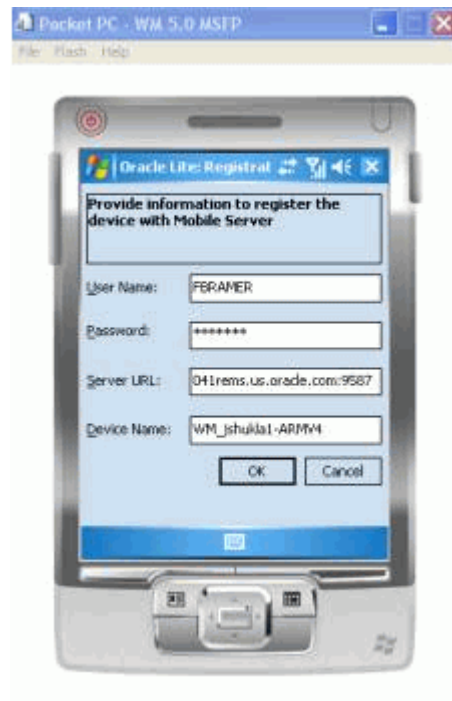 Pocket PC - WM 5.0 MSFP
File Flash Help
Oracle Lite: Registrat
Provide information to register the
device with Mobile Server
User Name: FBRAMER
Password: *******
Server URL: 041rems.us.oracle.com:9587
Device Name: WM_jshukla1-ARMV4
OK Cancel